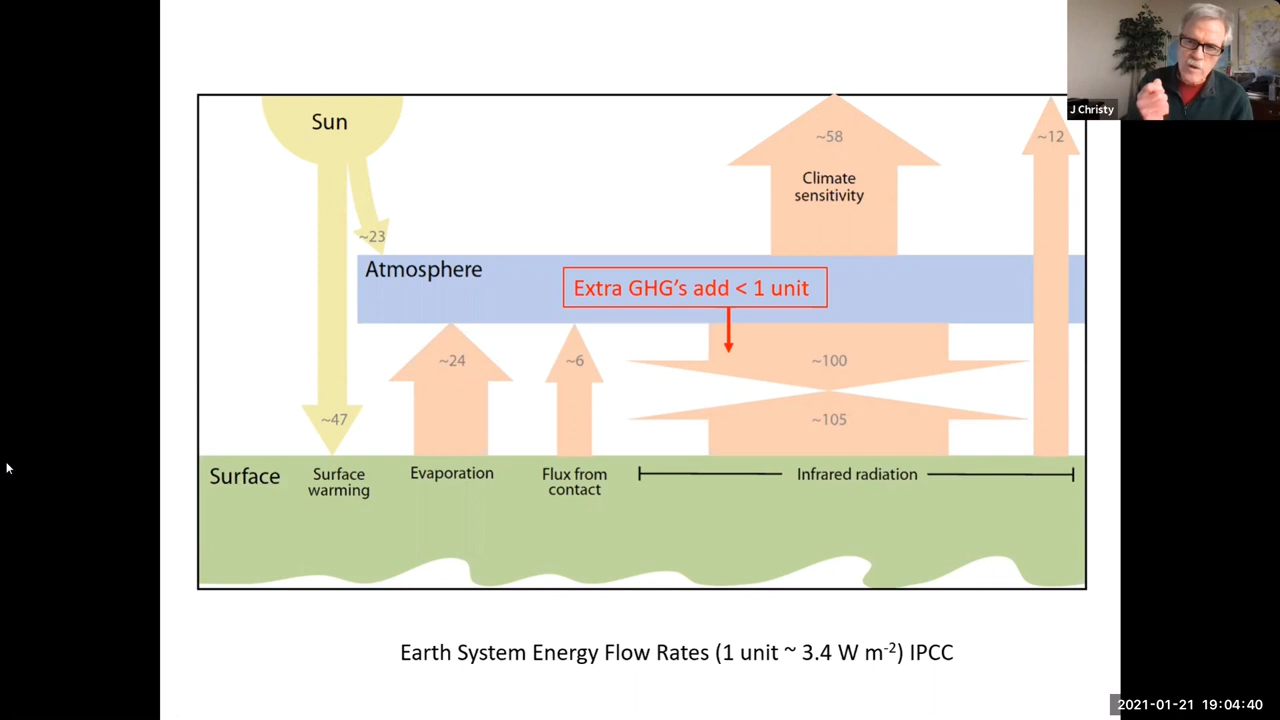 J Christy
Sun
~58
~12
Climate
sensitivity
~23
Atmosphere
Extra GHG's add < 1 unit
~24
~6
~100
~47
~105
Surface
Surface
warming
Evaporation
Flux from
contact
Infrared radiation
Earth System Energy Flow Rates (1 unit ~ 3.4 W m-2) IPCC
2021-01-21 19:04:40